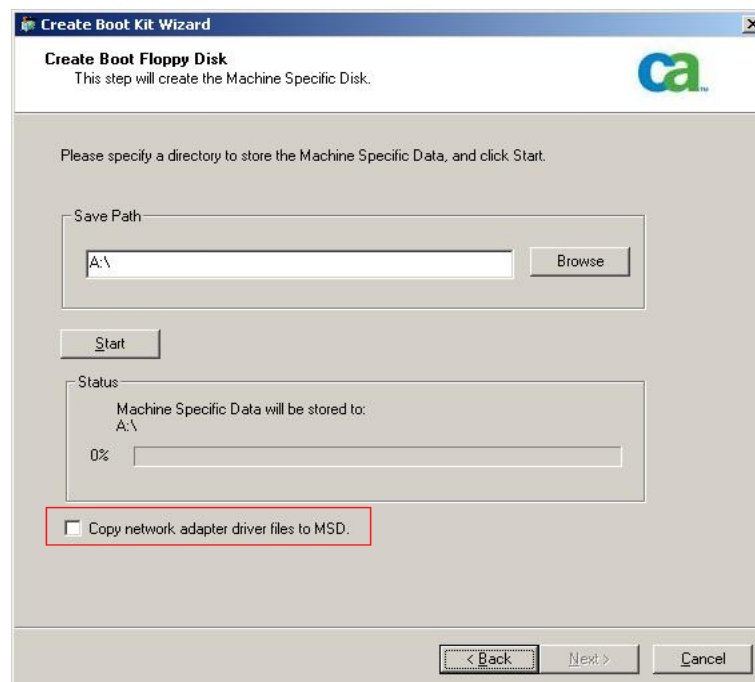 Create Boot Kit Wizard
Create Boot Floppy Disk
This step will create the Machine Specific Disk.
ca
Please specify a directory to store the Machine Specific Data, and click Start.
Save Path
A:\
Browse
Start
Status
Machine Specific Data will be stored to:
A:\
0%
Copy network adapter driver files to MSD.
< Back
Next >
Cancel